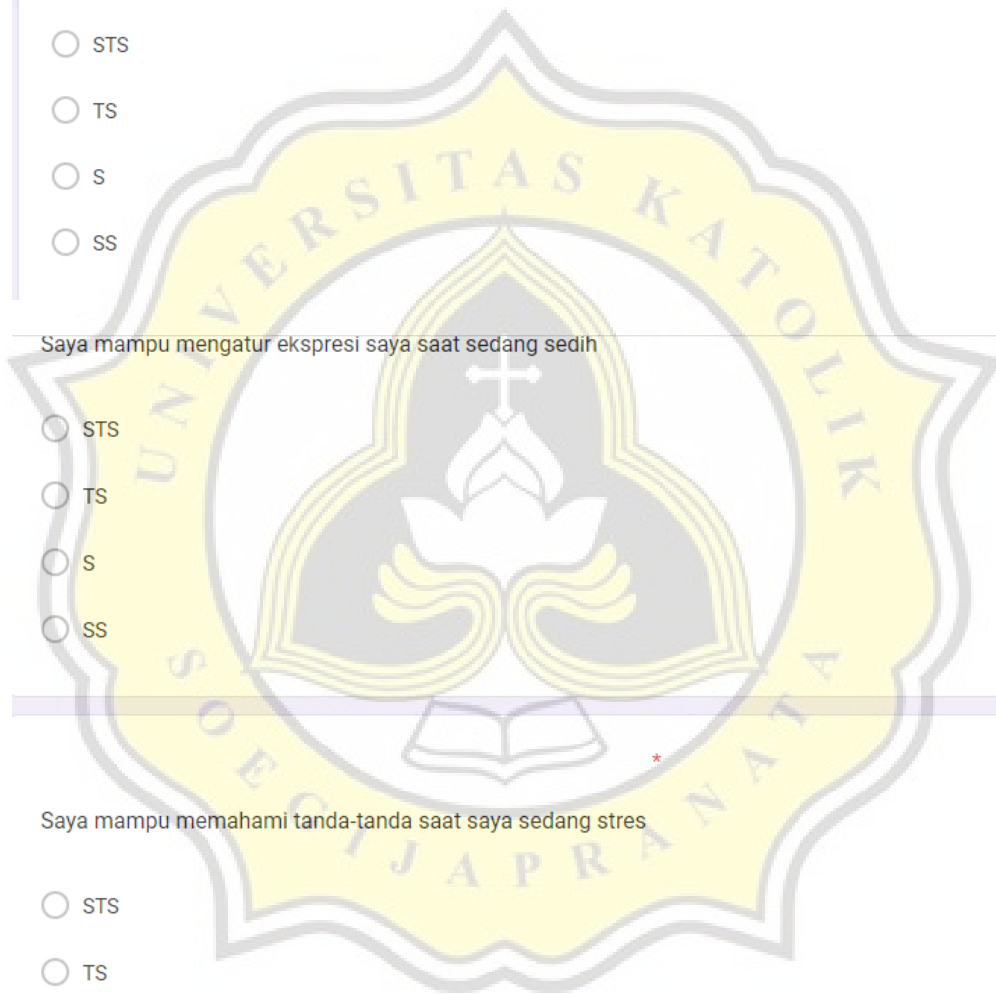 STS
TS
S
SS
Saya mampu mengatur ekspresi saya saat sedang sedih
STS
TS
S
SS
*
Saya mampu memahami tanda-tanda saat saya sedang stres
STS
TS
UNIVERSITAS KATOLIK
SOEGIJAPRANATA